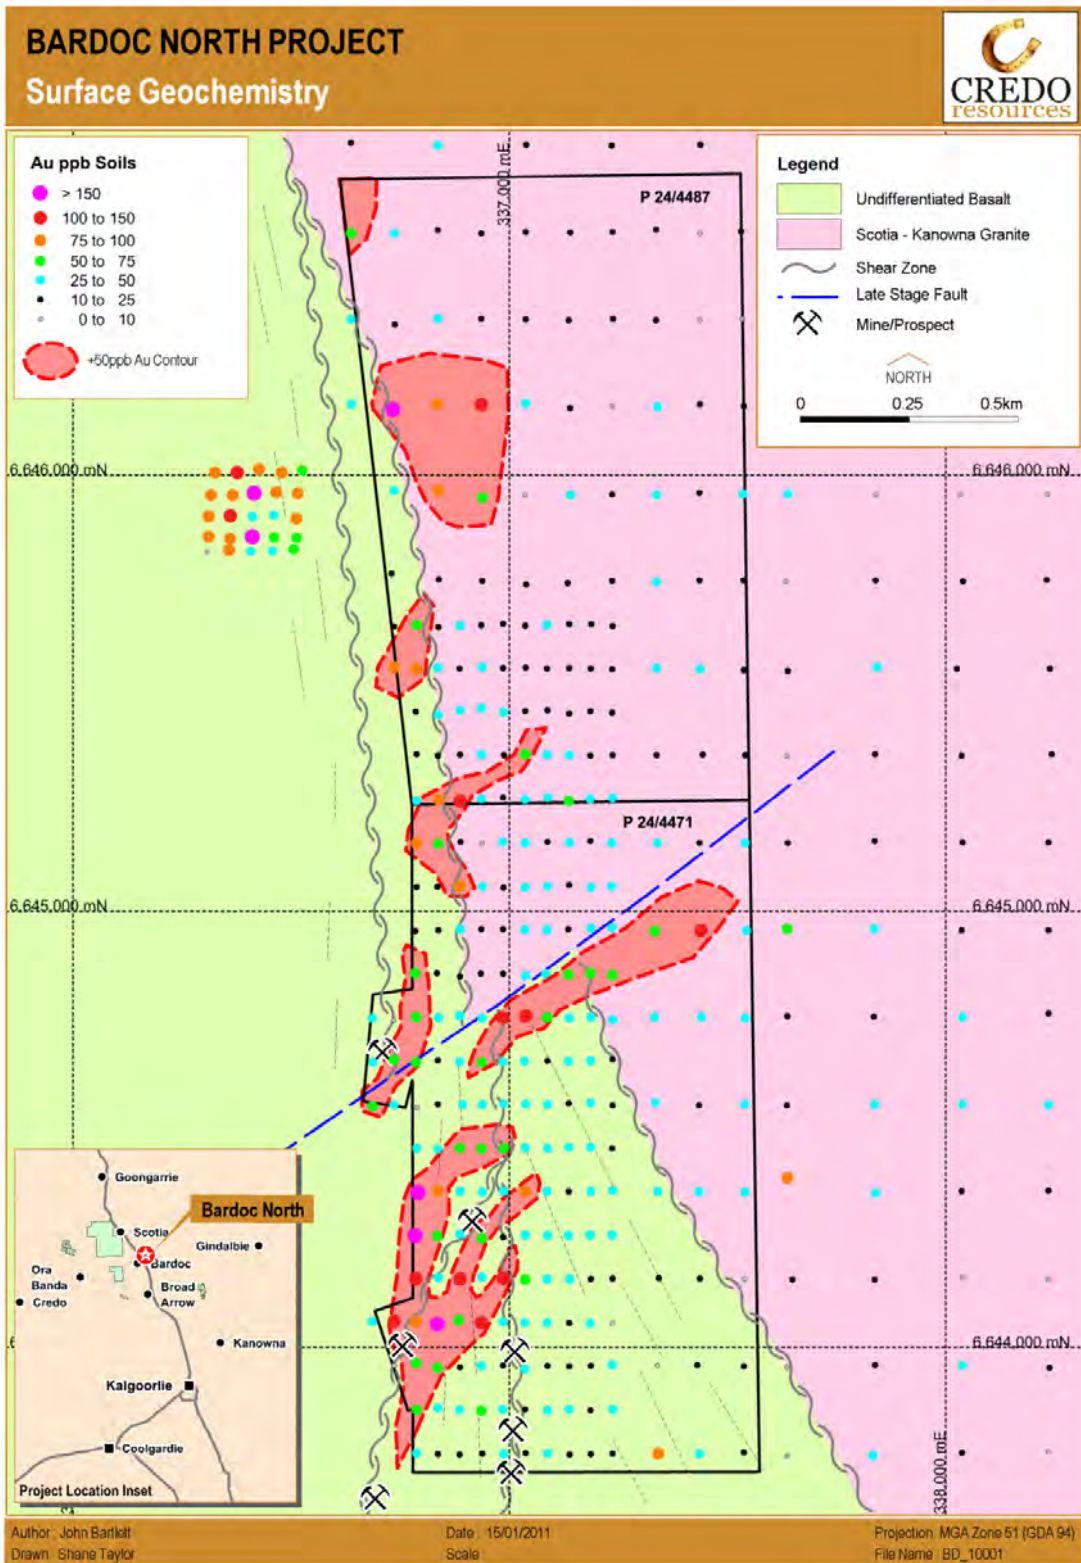 BARDOC NORTH PROJECT
Surface Geochemistry
CREDO
resources
Au ppb Soils
> 150
100 to 150
75 to 100
50 to 75
25 to 50
10 to 25
0 to 10
+50ppb Au Contour
337,000 mE
P 24/4487
Legend
Undifferentiated Basalt
Scotia - Kanowna Granite
Shear Zone
Late Stage Fault
Mine/Prospect
NORTH
0 0.25 0.5km
6,646,000 mN
6,646,000 mN
P 24/4471
6,645,000 mN
6,645,000 mN
6,644,000 mN
338,000 mE
Goongarrie
Bardoc North
Scotia
Gindalbie
Bardoc
Ora
Banda
Broad
Arrow
Credo
Kanowna
Kalgoorlie
Coolgardie
Project Location Inset
Author : John Bartlett
Date : 15/01/2011
Projection: MGA Zone 51 (GDA 94)
Drawn : Shane Taylor
Scale :
File Name : BD_10001